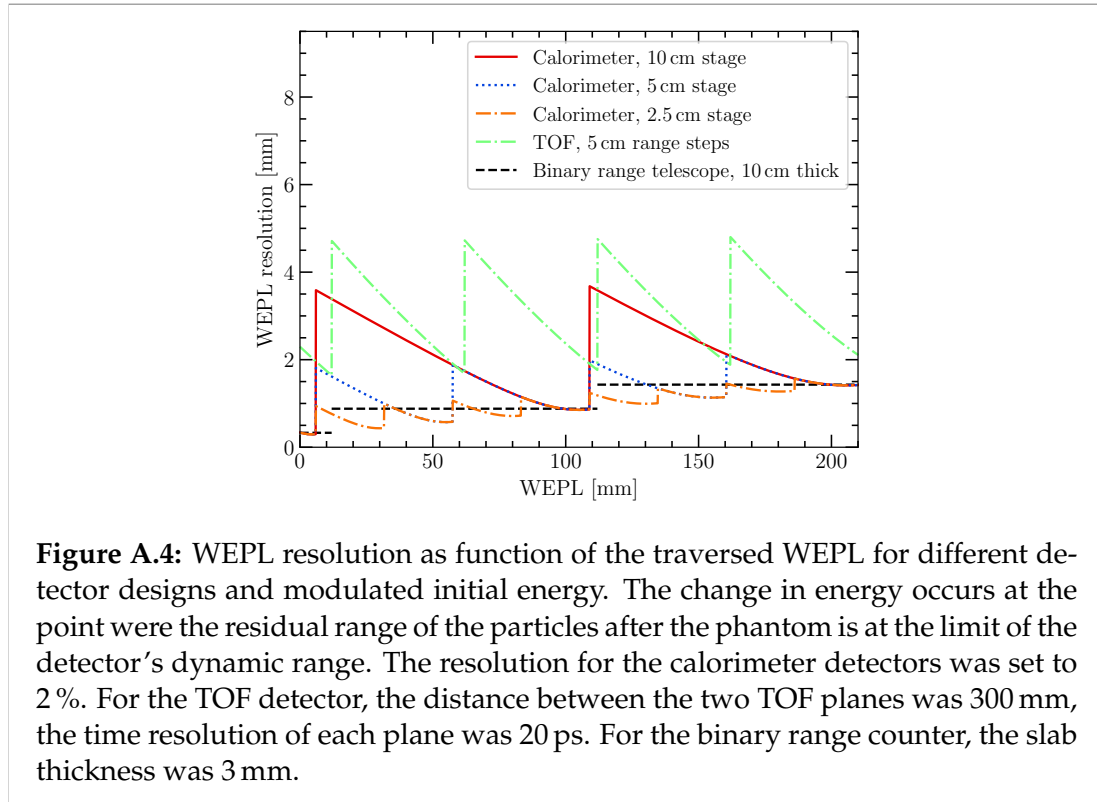 Calorimeter, 10 cm stage
Calorimeter, 5 cm stage
Calorimeter, 2.5 cm stage
TOF, 5 cm range steps
Binary range telescope, 10 cm thick
WEPL resolution [mm]
8
6
4
2
0
0 50 100 150 200
WEPL [mm]
Figure A.4: WEPL resolution as function of the traversed WEPL for different de-
tector designs and modulated initial energy. The change in energy occurs at the
point were the residual range of the particles after the phantom is at the limit of the
detector's dynamic range. The resolution for the calorimeter detectors was set to
2 %. For the TOF detector, the distance between the two TOF planes was 300 mm,
the time resolution of each plane was 20 ps. For the binary range counter, the slab
thickness was 3 mm.